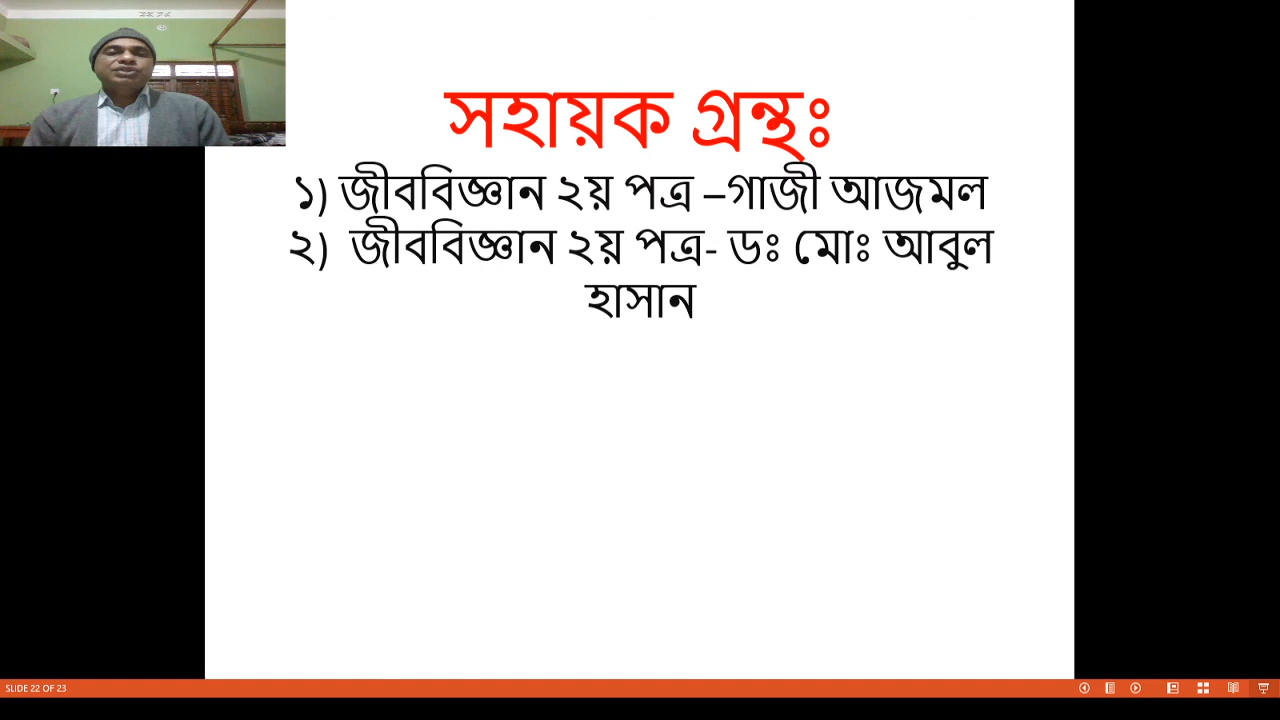 সহায়ক গ্রন্থঃ
১) জীববিজ্ঞান ২য় পত্র –গাজী আজমল
২) জীববিজ্ঞান ২য় পত্র- ডঃ মোঃ আবুল
হাসান
SLIDE 22 OF 23